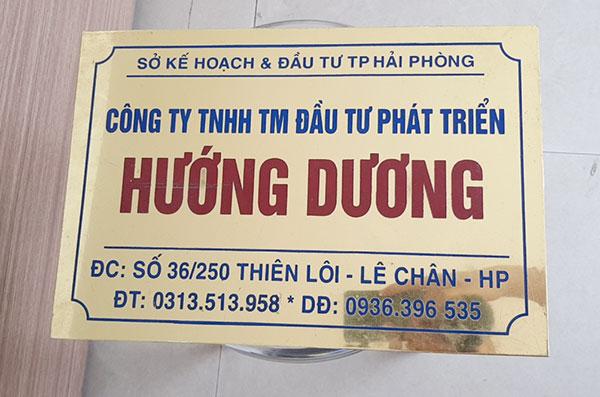 SỞ KẾ HOẠCH & ĐẦU TƯ TP HẢI PHÒNG
CÔNG TY TNHH TM ĐẦU TƯ PHÁT TRIỂN
HƯỚNG DƯƠNG
ĐC: SỐ 36/250 THIÊN LÔI - LÊ CHÂN - HP
ĐT: 0313.513.958 * DĐ: 0936.396 535